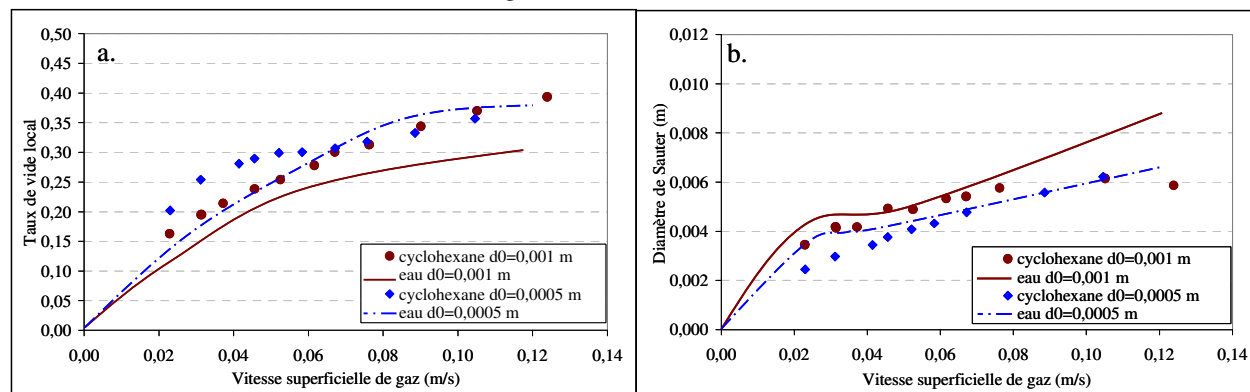 a.
Taux de vide local
0,50
0,45
0,40
0,35
0,30
0,25
0,20
0,15
0,10
0,05
0,00
0,00 0,02 0,04 0,06 0,08 0,10 0,12 0,14
Vitesse superficielle de gaz (m/s)
cyclohexane d0=0,001 m
eau d0=0,001 m
cyclohexane d0=0,0005 m
eau d0=0,0005 m
b.
Diamètre de Sauter (m)
0,012
0,010
0,008
0,006
0,004
0,002
0,000
0,00 0,02 0,04 0,06 0,08 0,10 0,12 0,14
Vitesse superficielle de gaz (m/s)
cyclohexane d0=0,001 m
eau d0=0,001 m
cyclohexane d0=0,0005 m
eau d0=0,0005 m